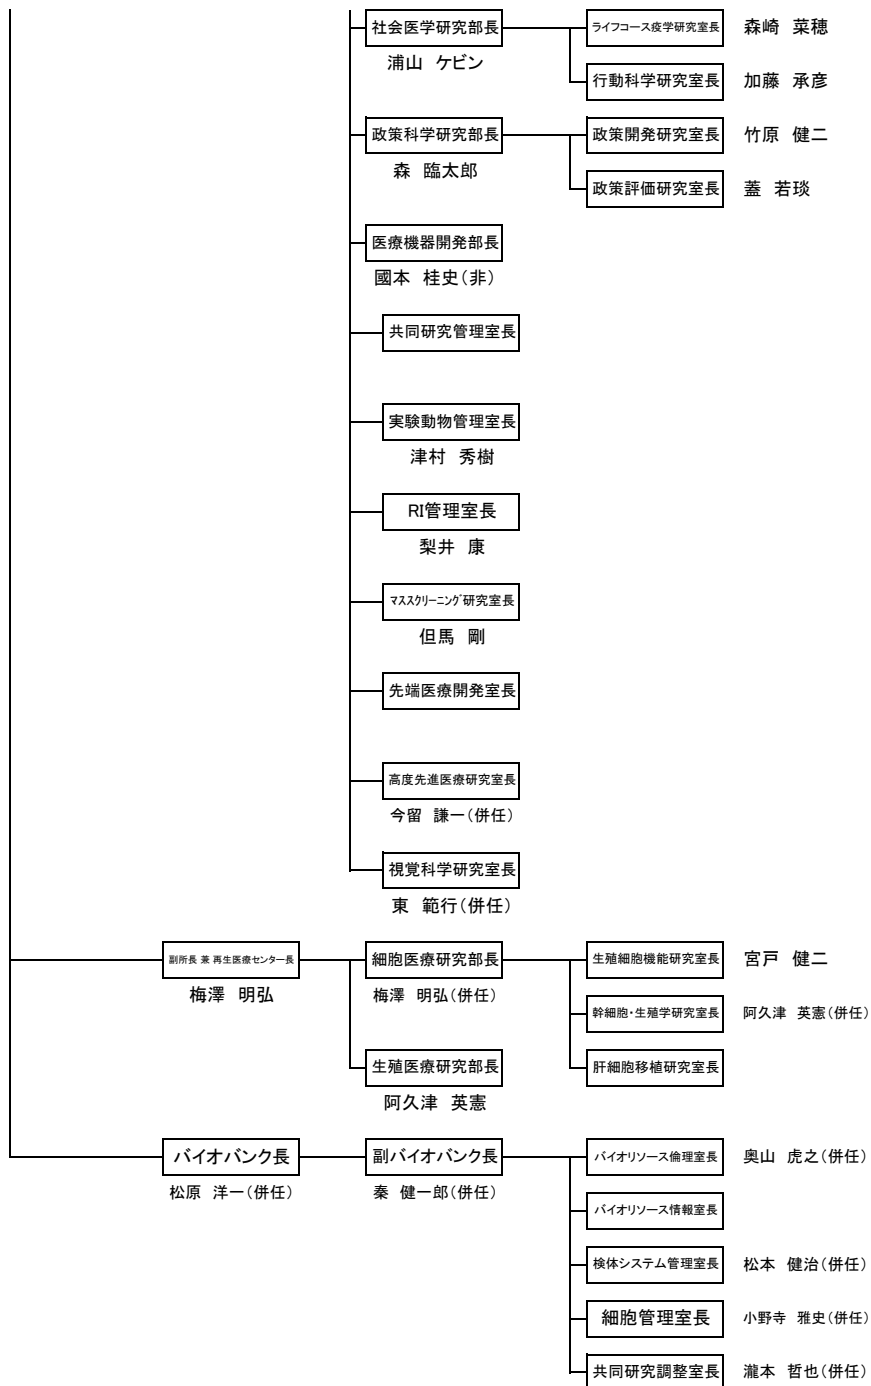 社会医学研究部長 ライフコース疫学研究室長 森崎 菜穂
浦山 ケビン
行動科学研究室長 加藤 承彦
政策科学研究部長 政策開発研究室長 竹原 健二
森 臨太郎
政策評価研究室長 蓋 若琰
医療機器開発部長
國本 桂史(非)
共同研究管理室長
実験動物管理室長
津村 秀樹
RI管理室長
梨井 康
マススクリーニング研究室長
但馬 剛
先端医療開発室長
高度先進医療研究室長
今留 謙一(併任)
視覚科学研究室長
東 範行(併任)
副所長 兼 再生医療センター長 細胞医療研究部長 生殖細胞機能研究室長 宮戸 健二
梅澤 明弘 梅澤 明弘(併任)
幹細胞・生殖学研究室長 阿久津 英憲(併任)
生殖医療研究部長 肝細胞移植研究室長
阿久津 英憲
バイオバンク長 副バイオバンク長 バイオリソース倫理室長 奥山 虎之(併任)
松原 洋一(併任) 秦 健一郎(併任)
バイオリソース情報室長
検体システム管理室長 松本 健治(併任)
細胞管理室長 小野寺 雅史(併任)
共同研究調整室長 瀧本 哲也(併任)